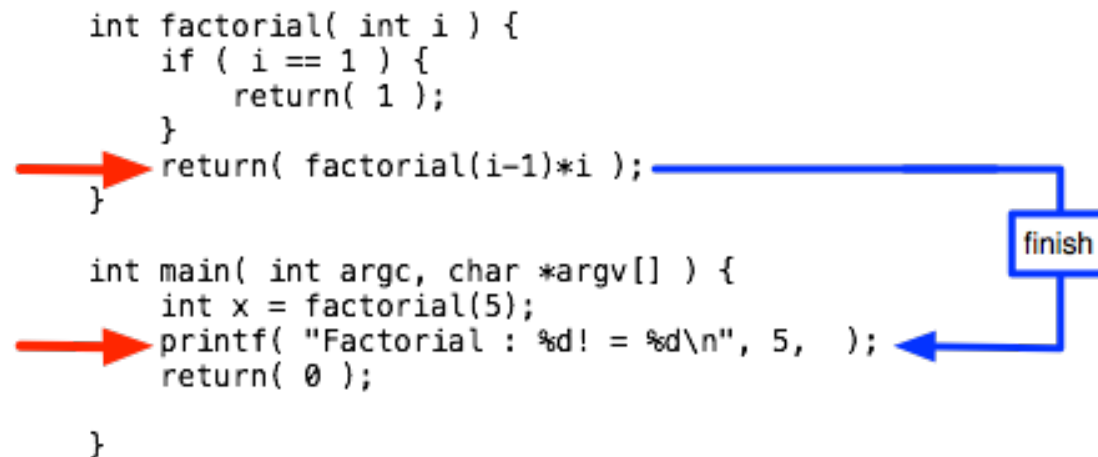 int factorial( int i ) {
    if ( i == 1 ) {
        return( 1 );
    }
    return( factorial(i-1)*i );
}
finish
int main( int argc, char *argv[] ) {
    int x = factorial(5);
    printf( "Factorial : %d! = %d\n", 5,  );
    return( 0 );
}